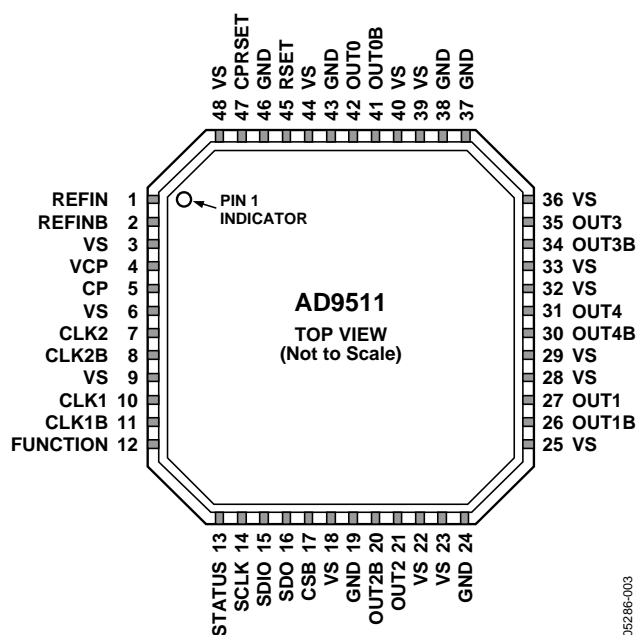 48 VS
47 CPRSET
46 GND
45 RSET
44 VS
43 GND
42 OUT0
41 OUT0B
40 VS
39 VS
38 GND
37 GND
REFIN 1
REFINB 2
VS 3
VCP 4
CP 5
VS 6
CLK2 7
CLK2B 8
VS 9
CLK1 10
CLK1B 11
FUNCTION 12
PIN 1
INDICATOR
AD9511
TOP VIEW
(Not to Scale)
36 VS
35 OUT3
34 OUT3B
33 VS
32 VS
31 OUT4
30 OUT4B
29 VS
28 VS
27 OUT1
26 OUT1B
25 VS
STATUS 13
SCLK 14
SDIO 15
SDO 16
CSB 17
VS 18
GND 19
OUT2B 20
OUT2 21
VS 22
VS 23
GND 24
05286-003